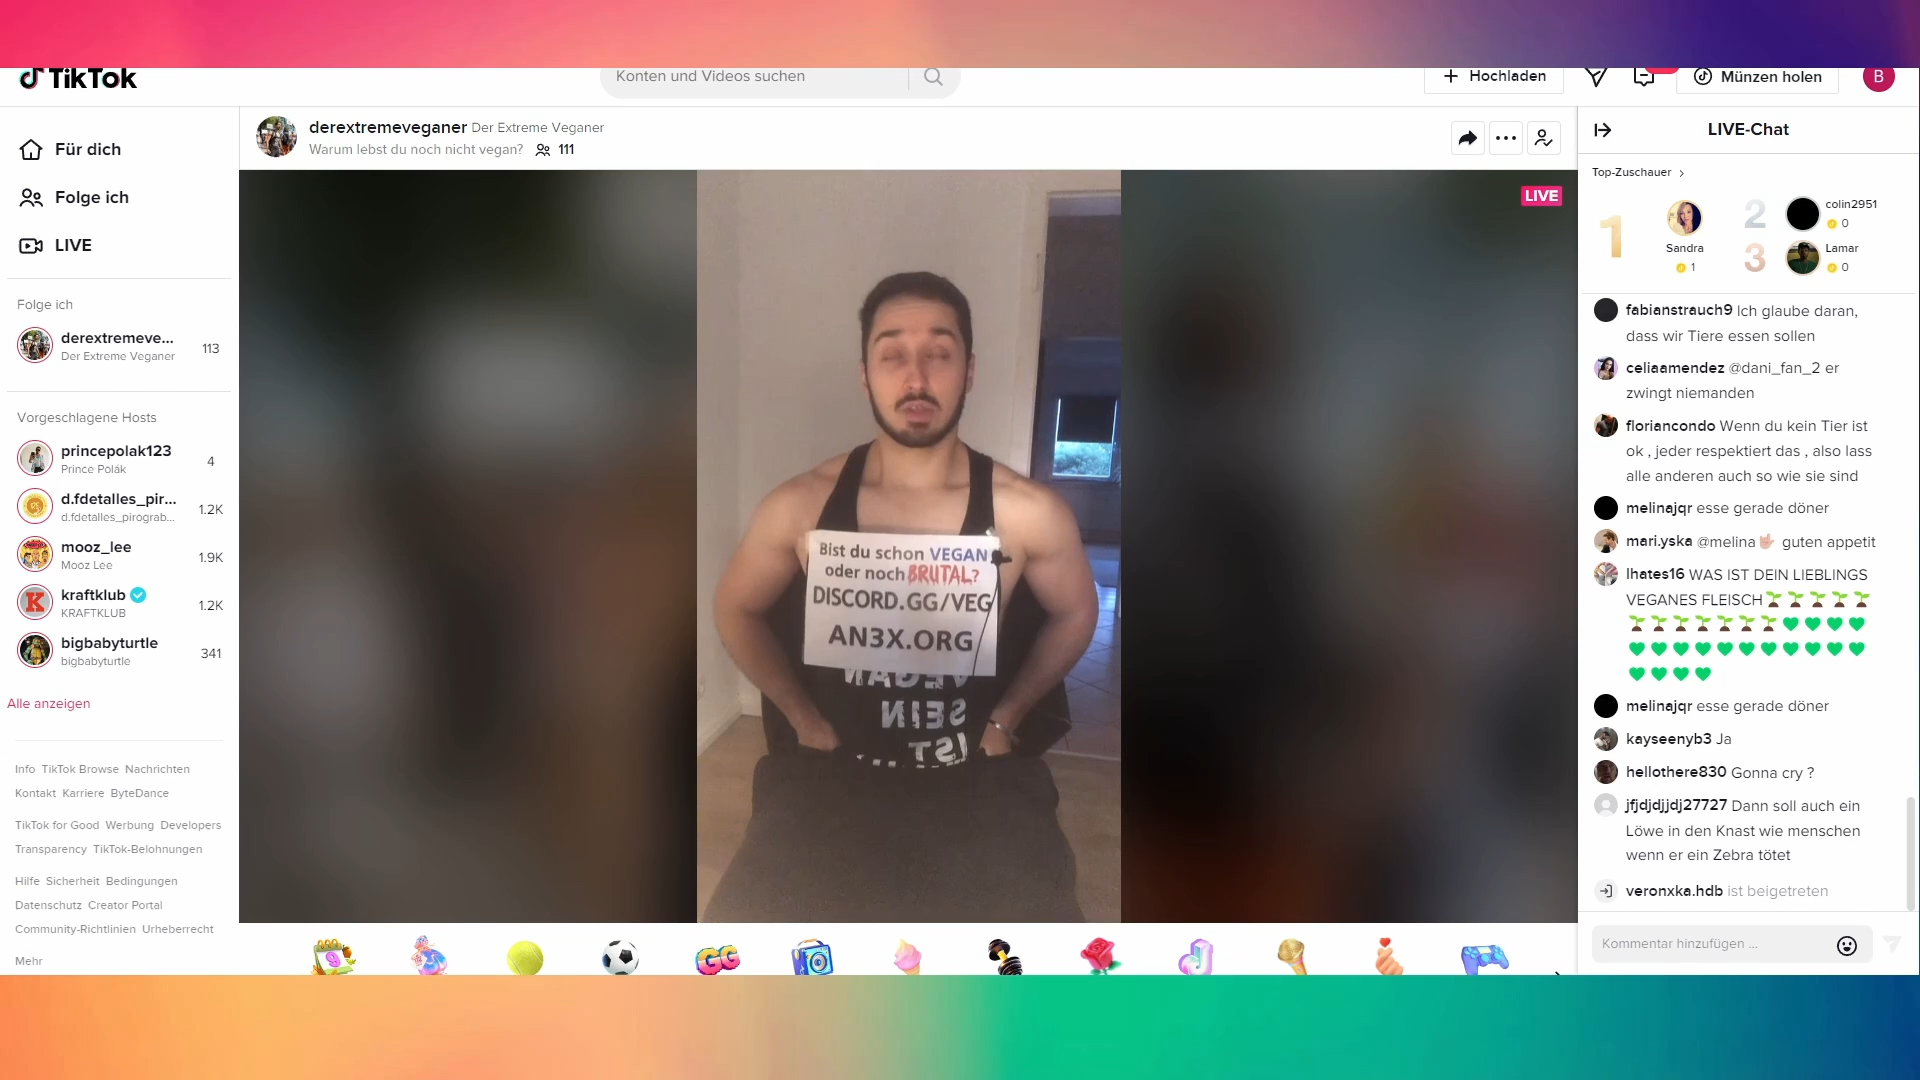 TikTok
Konten und Videos suchen
Hochladen
Münzen holen
B
Für dich
Folge ich
LIVE
Folge ich
derextremeve...
Der Extreme Veganer
113
Vorgeschlagene Hosts
princepolak123
Prince Polák
4
d.fdetalles_pir...
d.fdetalles_pirograb...
1.2K
mooz_lee
Mooz Lee
1.9K
kraftklub
KRAFTKLUB
1.2K
bigbabyturtle
bigbabyturtle
341
Alle anzeigen
Info TikTok Browse Nachrichten
Kontakt Karriere ByteDance
TikTok for Good Werbung Developers
Transparency TikTok-Belohnungen
Hilfe Sicherheit Bedingungen
Datenschutz Creator Portal
Community-Richtlinien Urheberrecht
Mehr
derextremeveganer Der Extreme Veganer
Warum lebst du noch nicht vegan? 111
LIVE
Bist du schon VEGAN
oder noch BRUTAL?
DISCORD.GG/VEG
AN3X.ORG
VEGAN
SEIN
IST
GG
LIVE-Chat
Top-Zuschauer
1
Sandra
1
2
colin2951
0
3
Lamar
0
fabianstrauch9 Ich glaube daran,
dass wir Tiere essen sollen
celiaamendez @dani_fan_2 er
zwingt niemanden
floriancondo Wenn du kein Tier ist
ok , jeder respektiert das , also lass
alle anderen auch so wie sie sind
melinajqr esse gerade döner
mari.yska @melina🤟🏼 guten appetit
lhates16 WAS IST DEIN LIEBLINGS
VEGANES FLEISCH🌱🌱🌱🌱🌱
🌱🌱🌱🌱🌱🌱🌱💚💚💚💚
💚💚💚💚💚💚💚💚💚💚💚
💚💚💚💚
melinajqr esse gerade döner
kayseenyb3 Ja
hellothere830 Gonna cry ?
jfjdjdjjdj27727 Dann soll auch ein
Löwe in den Knast wie menschen
wenn er ein Zebra tötet
veronxka.hdb ist beigetreten
Kommentar hinzufügen ...